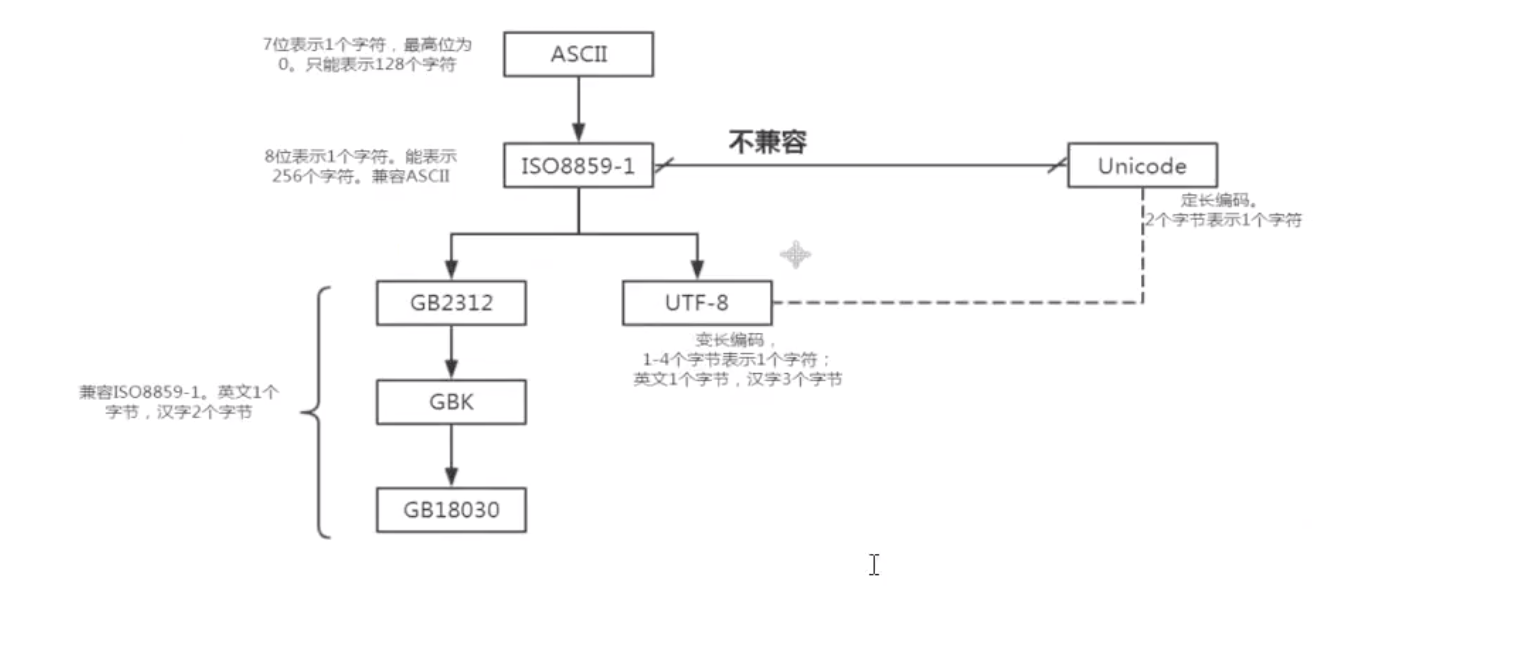 7位表示1个字符，最高位为
0。只能表示128个字符
ASCII
不兼容
8位表示1个字符。能表示
256个字符。兼容ASCII
ISO8859-1
Unicode
定长编码。
2个字节表示1个字符
GB2312
UTF-8
变长编码，
1-4个字节表示1个字符；
英文1个字节，汉字3个字节
兼容ISO8859-1。英文1个
字节，汉字2个字节
GBK
GB18030